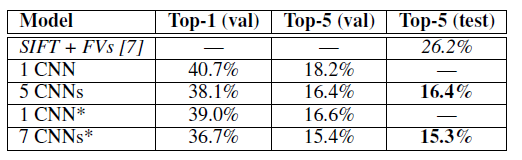 Model Top-1 (val) Top-5 (val) Top-5 (test)
SIFT + FVs [7] — — 26.2%
1 CNN 40.7% 18.2% —
5 CNNs 38.1% 16.4% 16.4%
1 CNN* 39.0% 16.6% —
7 CNNs* 36.7% 15.4% 15.3%